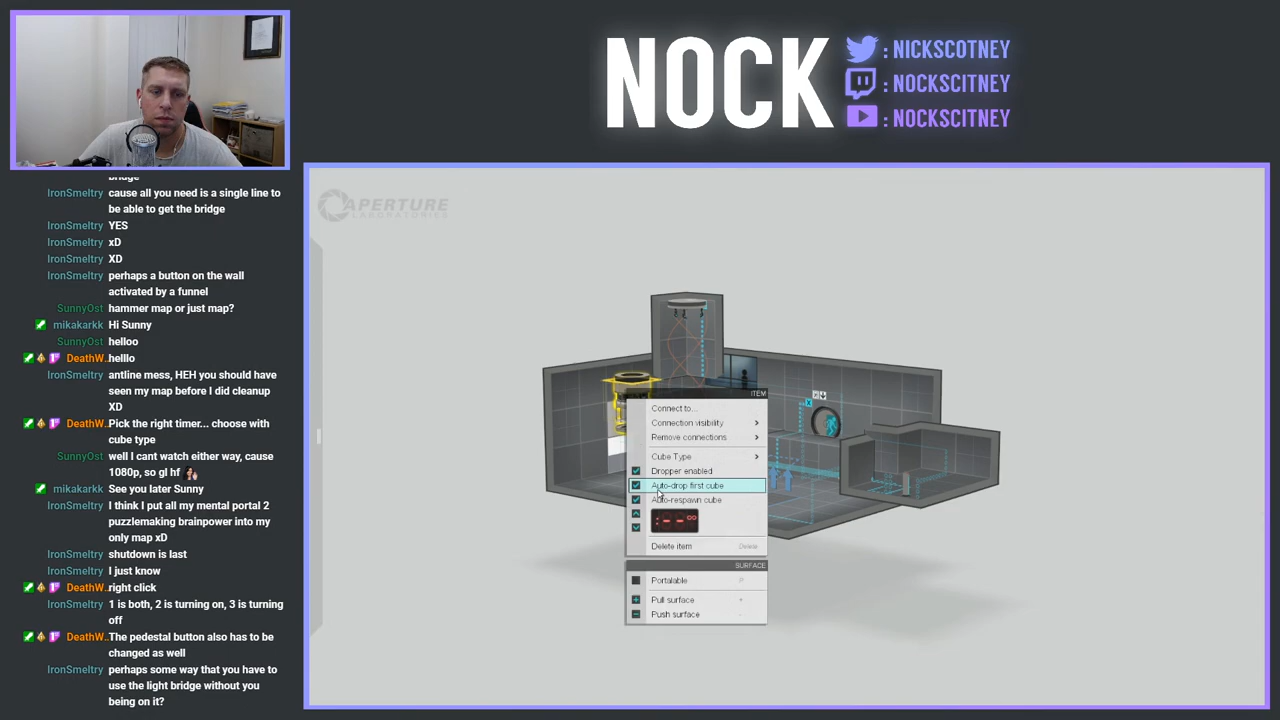 NOCK
: NICKSCOTNEY
: NOCKSCITNEY
: NOCKSCITNEY
bridge
IronSmeltry cause all you need is a single line to
be able to get the bridge
IronSmeltry YES
IronSmeltry xD
IronSmeltry XD
IronSmeltry perhaps a button on the wall
activated by a funnel
SunnyOst hammer map or just map?
mikakarkk Hi Sunny
SunnyOst helloo
DeathW.. helllo
IronSmeltry antline mess, HEH you should have
seen my map before I did cleanup
XD
DeathW.. Pick the right timer... choose with
cube type
SunnyOst well I cant watch either way, cause
1080p, so gl hf
mikakarkk See you later Sunny
IronSmeltry I think I put all my mental portal 2
puzzlemaking brainpower into my
only map xD
IronSmeltry shutdown is last
IronSmeltry I just know
DeathW.. right click
IronSmeltry 1 is both, 2 is turning on, 3 is turning
off
DeathW.. The pedestal button also has to be
changed as well
IronSmeltry perhaps some way that you have to
use the light bridge without you
being on it?
APERTURE
LABORATORIES
ITEM
Connect to...
Connection visibility
Remove connections
Cube Type
Dropper enabled
Auto-drop first cube
Auto-respawn cube
Delete item Delete
SURFACE
Portalable P
Pull surface +
Push surface -